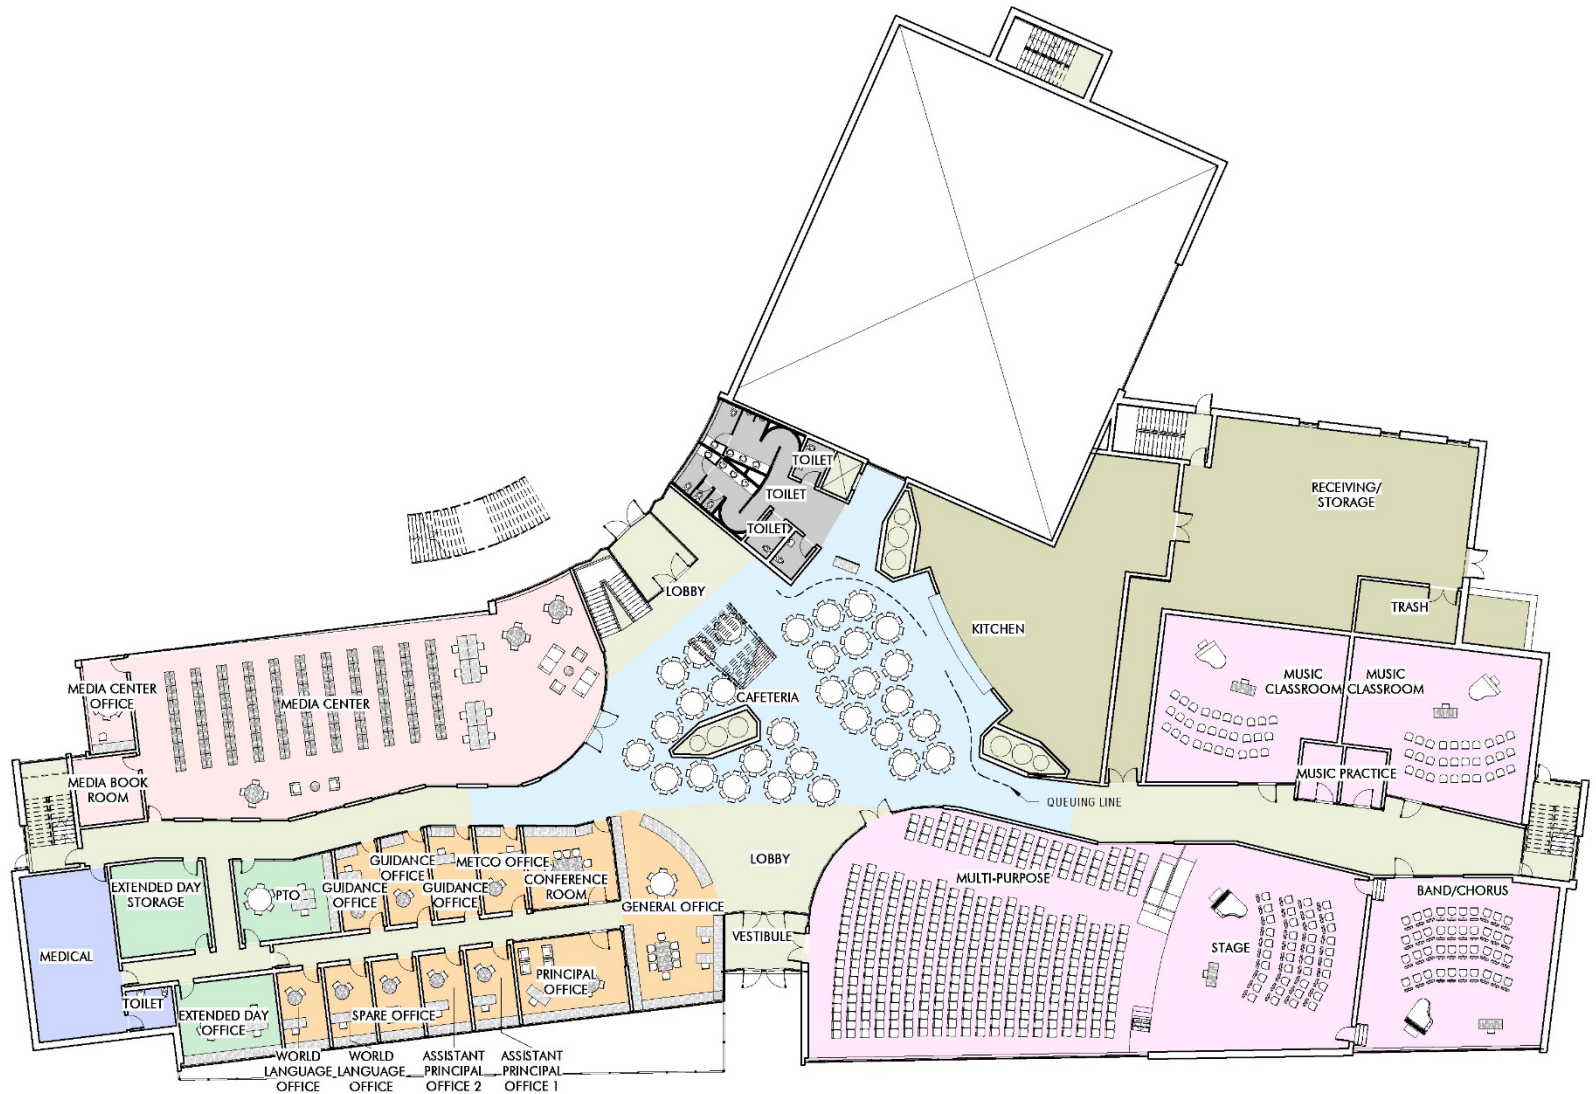 TOILET
TOILET
TOILET
RECEIVING/
STORAGE
LOBBY
TRASH
KITCHEN
MEDIA CENTER
OFFICE
MEDIA CENTER
CAFETERIA
MUSIC
CLASSROOM
MUSIC
CLASSROOM
MEDIA BOOK
ROOM
MUSIC PRACTICE
QUEUING LINE
LOBBY
GUIDANCE
OFFICE
METCO OFFICE
EXTENDED DAY
STORAGE
PTO
GUIDANCE
OFFICE
GUIDANCE
OFFICE
CONFERENCE
ROOM
GENERAL OFFICE
MULTI-PURPOSE
BAND/CHORUS
VESTIBULE
STAGE
MEDICAL
TOILET
EXTENDED DAY
OFFICE
SPARE OFFICE
PRINCIPAL
OFFICE
WORLD
LANGUAGE
OFFICE
WORLD
LANGUAGE
OFFICE
ASSISTANT
PRINCIPAL
OFFICE 2
ASSISTANT
PRINCIPAL
OFFICE 1